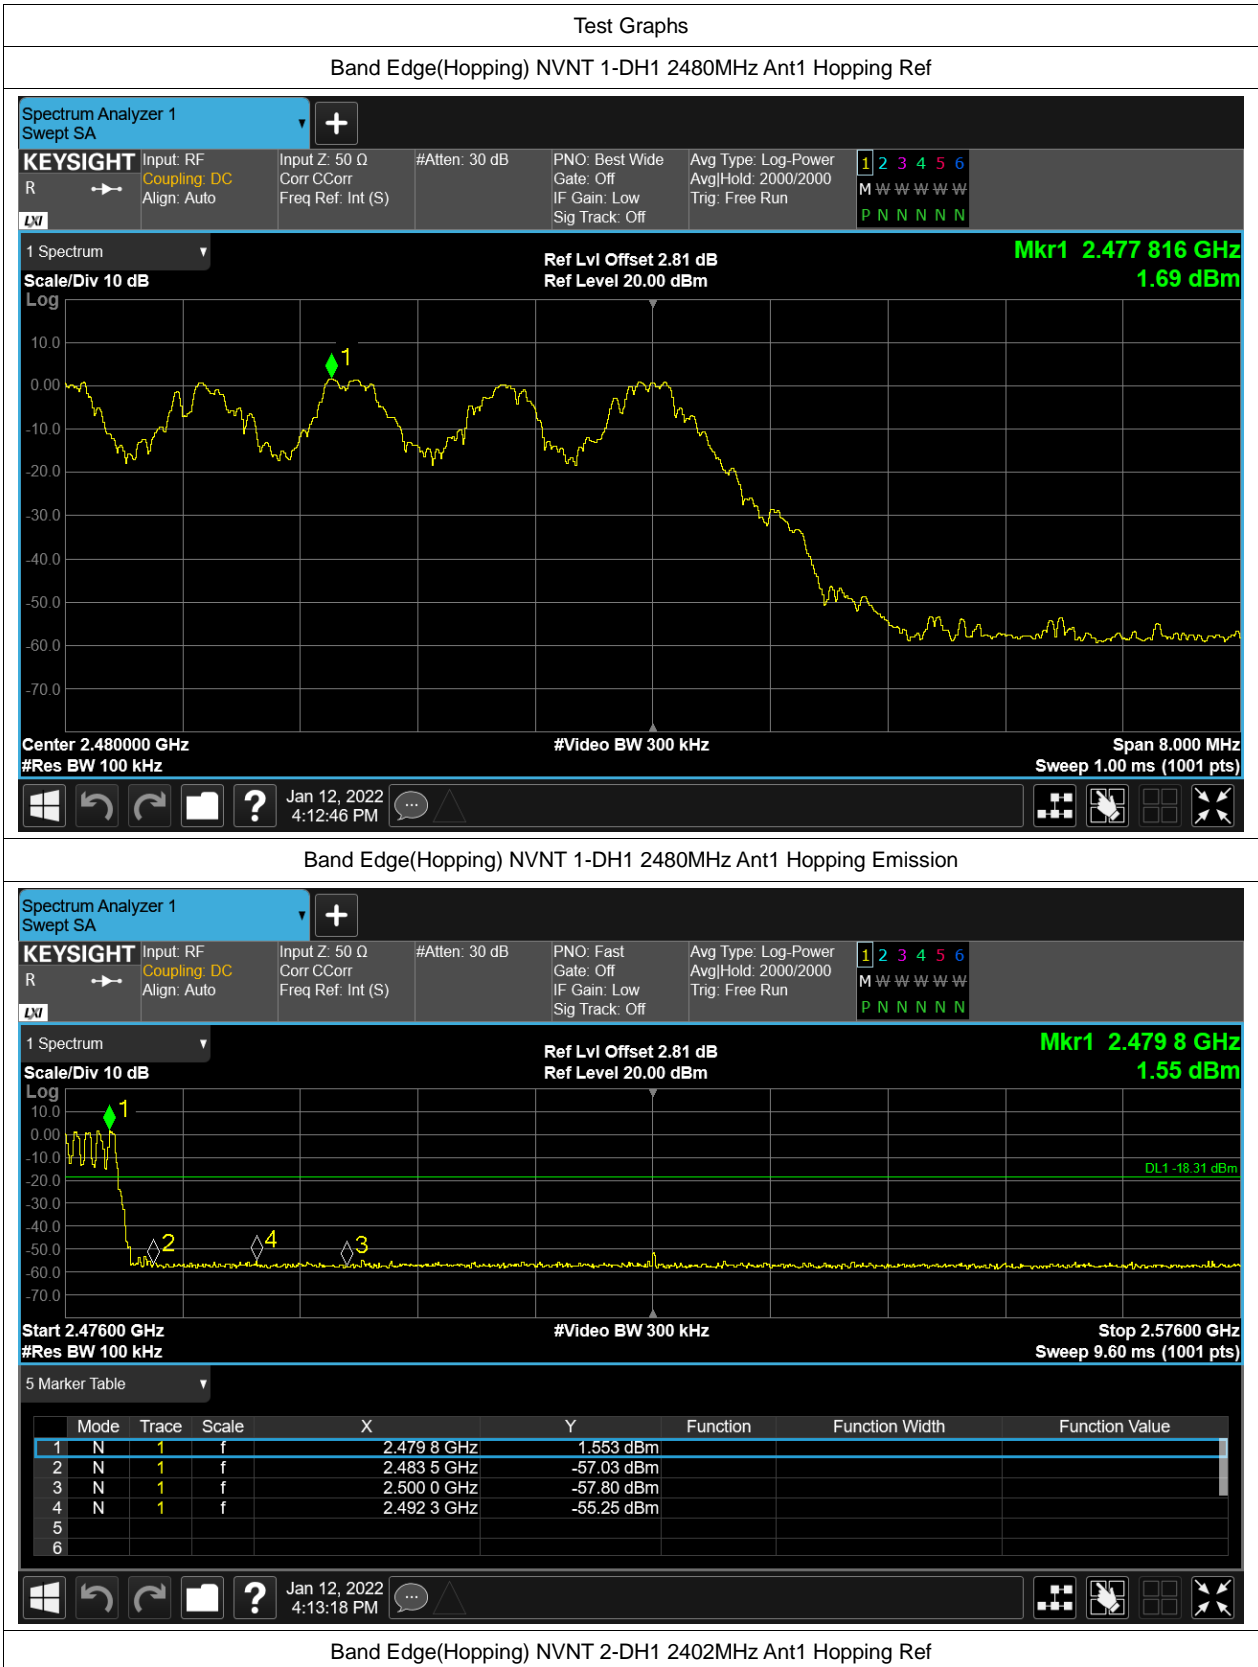 Test Graphs
Band Edge(Hopping) NVNT 1-DH1 2480MHz Ant1 Hopping Ref
Spectrum Analyzer 1
Swept SA
KEYSIGHT
R
LXI
Input: RF
Coupling: DC
Align: Auto
Input Z: 50 Ω
Corr CCorr
Freq Ref: Int (S)
#Atten: 30 dB
PNO: Best Wide
Gate: Off
IF Gain: Low
Sig Track: Off
Avg Type: Log-Power
Avg|Hold: 2000/2000
Trig: Free Run
1 2 3 4 5 6
M W W W W W
P N N N N N
1 Spectrum
Scale/Div 10 dB
Ref Lvl Offset 2.81 dB
Ref Level 20.00 dBm
Mkr1 2.477 816 GHz
1.69 dBm
Log
10.0
0.00
-10.0
-20.0
-30.0
-40.0
-50.0
-60.0
-70.0
1
Center 2.480000 GHz
#Res BW 100 kHz
#Video BW 300 kHz
Span 8.000 MHz
Sweep 1.00 ms (1001 pts)
Jan 12, 2022
4:12:46 PM
Band Edge(Hopping) NVNT 1-DH1 2480MHz Ant1 Hopping Emission
Spectrum Analyzer 1
Swept SA
KEYSIGHT
R
LXI
Input: RF
Coupling: DC
Align: Auto
Input Z: 50 Ω
Corr CCorr
Freq Ref: Int (S)
#Atten: 30 dB
PNO: Fast
Gate: Off
IF Gain: Low
Sig Track: Off
Avg Type: Log-Power
Avg|Hold: 2000/2000
Trig: Free Run
1 2 3 4 5 6
M W W W W W
P N N N N N
1 Spectrum
Scale/Div 10 dB
Ref Lvl Offset 2.81 dB
Ref Level 20.00 dBm
Mkr1 2.479 8 GHz
1.55 dBm
Log
10.0
0.00
-10.0
-20.0
-30.0
-40.0
-50.0
-60.0
-70.0
1
2
4
3
DL1 -18.31 dBm
Start 2.47600 GHz
#Res BW 100 kHz
#Video BW 300 kHz
Stop 2.57600 GHz
Sweep 9.60 ms (1001 pts)
5 Marker Table
Mode Trace Scale X Y Function Function Width Function Value
1 N 1 f 2.479 8 GHz 1.553 dBm
2 N 1 f 2.483 5 GHz -57.03 dBm
3 N 1 f 2.500 0 GHz -57.80 dBm
4 N 1 f 2.492 3 GHz -55.25 dBm
5
6
Jan 12, 2022
4:13:18 PM
Band Edge(Hopping) NVNT 2-DH1 2402MHz Ant1 Hopping Ref